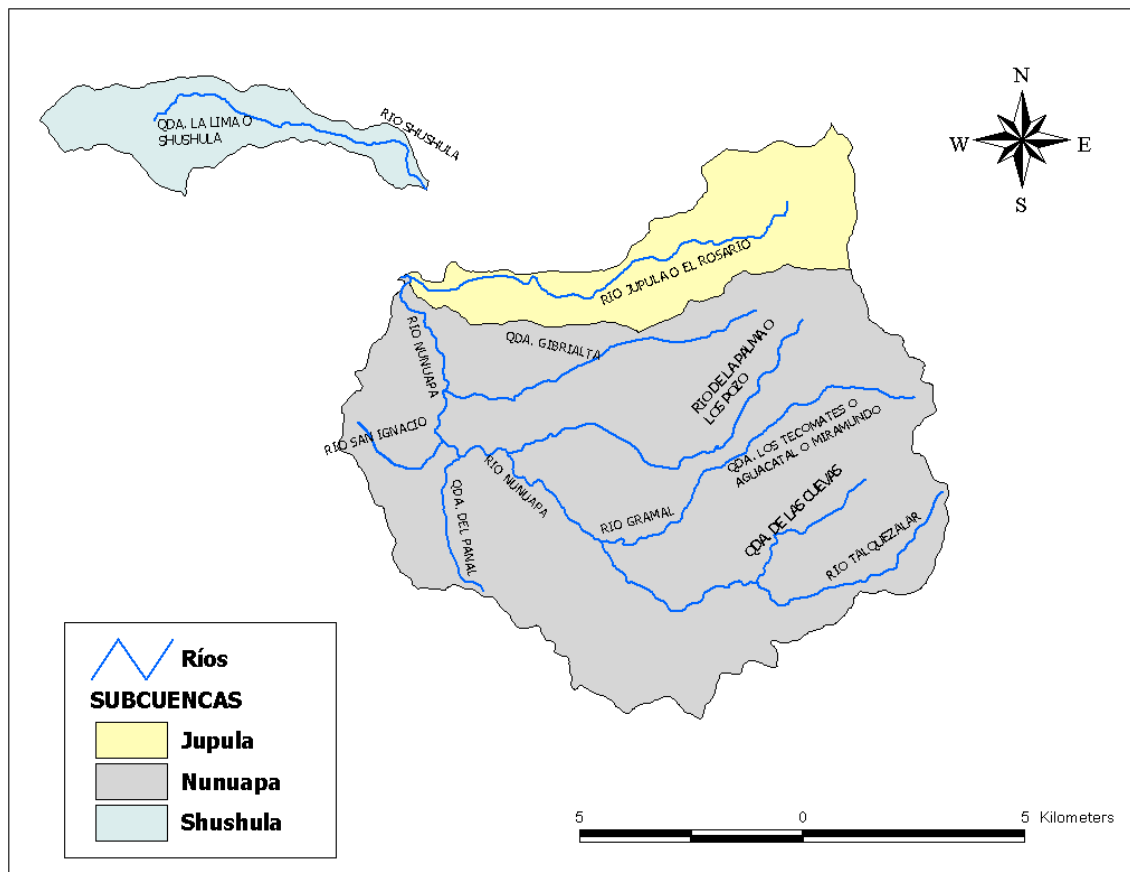 N
W E
S
QDA. LA LIMA O
SHUSHULA
RIO SHUSHULA
RIO JUPULA O EL ROSARIO
RIO NUNUAPA
QDA. GIBRIALTA
RIO DE LA PALMA O
LOS POZO
RIO SAN IGNACIO
QDA. LOS TECOMATES O
AGUACATAL O MIRAMUNDO
RIO NUNUAPA
QDA. DEL PANAL
RIO GRAMAL
QDA. DE LAS CUEVAS
RIO TALQUEZALAR
Ríos
SUBCUENCAS
Jupula
Nunuapa
Shushula
5 0 5 Kilometers